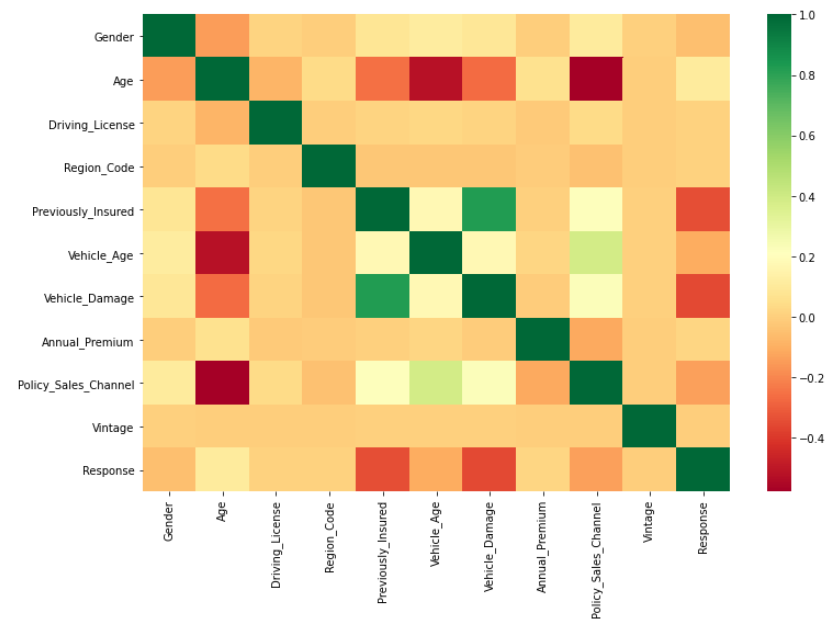 Gender
Age
Driving_License
Region_Code
Previously_Insured
Vehicle_Age
Vehicle_Damage
Annual_Premium
Policy_Sales_Channel
Vintage
Response
Gender
Age
Driving_License
Region_Code
Previously_Insured
Vehicle_Age
Vehicle_Damage
Annual_Premium
Policy_Sales_Channel
Vintage
Response
1.0
0.8
0.6
0.4
0.2
0.0
−0.2
−0.4